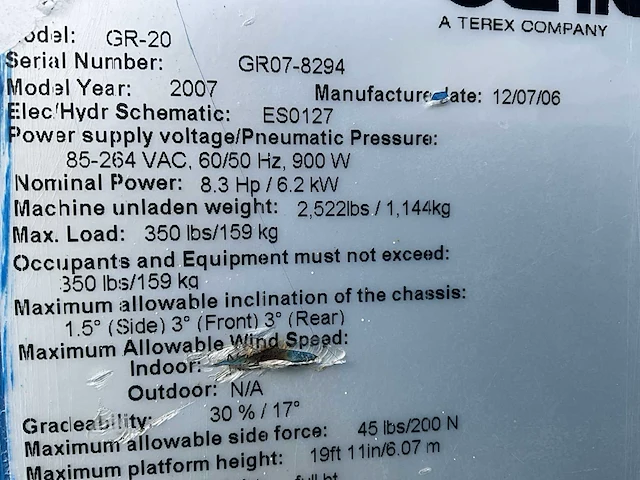 A TEREX COMPANY
Model: GR-20
Serial Number: GR07-8294
Model Year: 2007 Manufacture date: 12/07/06
Elec/Hydr Schematic: ES0127
Power supply voltage/Pneumatic Pressure:
85-264 VAC, 60/50 Hz, 900 W
Nominal Power: 8.3 Hp / 6.2 kW
Machine unladen weight: 2,522lbs / 1,144kg
Max. Load: 350 lbs/159 kg
Occupants and Equipment must not exceed:
350 lbs/159 kg
Maximum allowable inclination of the chassis:
1.5° (Side) 3° (Front) 3° (Rear)
Maximum Allowable Wind Speed:
Indoor:
Outdoor: N/A
Gradeability: 30 % / 17°
Maximum allowable side force: 45 lbs/200 N
Maximum platform height: 19ft 11in/6.07 m